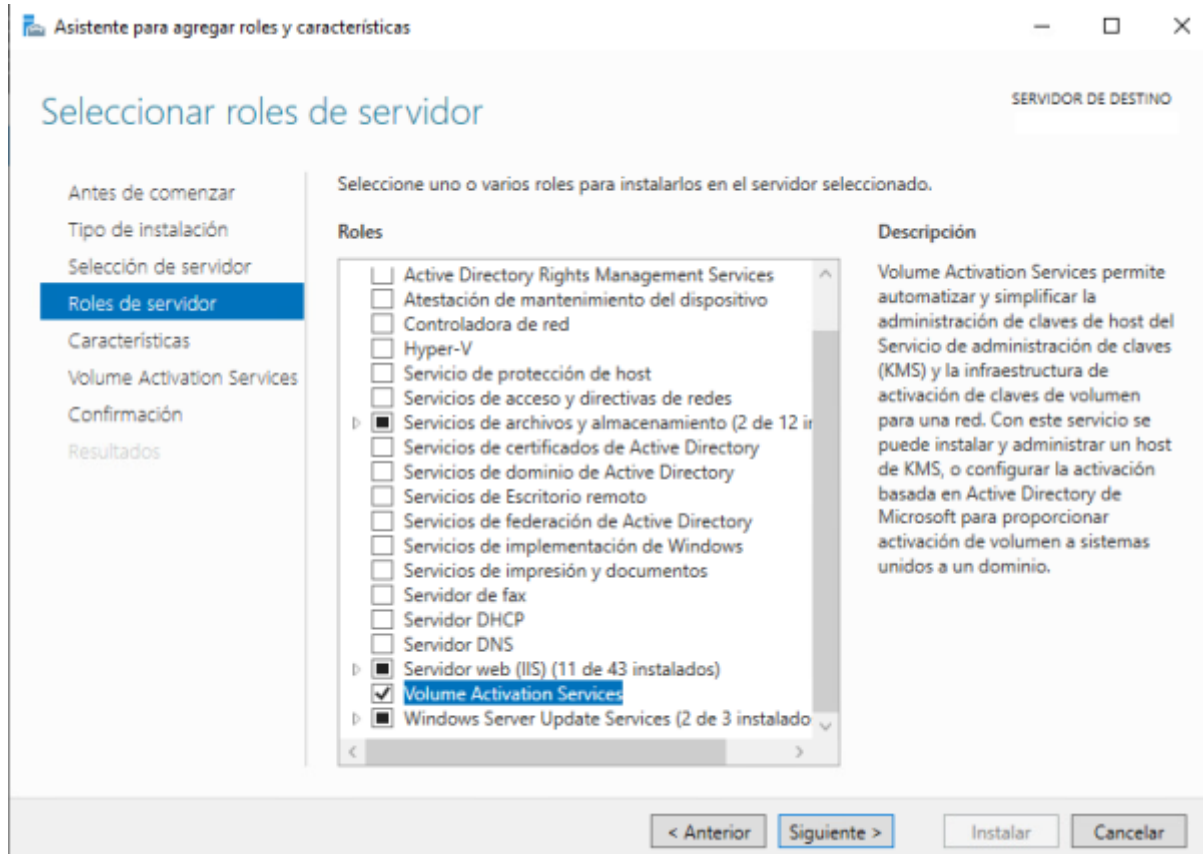 Asistente para agregar roles y características
Seleccionar roles de servidor
SERVIDOR DE DESTINO
Antes de comenzar
Tipo de instalación
Selección de servidor
Roles de servidor
Características
Volume Activation Services
Confirmación
Resultados
Seleccione uno o varios roles para instalarlos en el servidor seleccionado.
Roles
Active Directory Rights Management Services
Atestación de mantenimiento del dispositivo
Controladora de red
Hyper-V
Servicio de protección de host
Servicios de acceso y directivas de redes
Servicios de archivos y almacenamiento (2 de 12 i
Servicios de certificados de Active Directory
Servicios de dominio de Active Directory
Servicios de Escritorio remoto
Servicios de federación de Active Directory
Servicios de implementación de Windows
Servicios de impresión y documentos
Servidor de fax
Servidor DHCP
Servidor DNS
Servidor web (IIS) (11 de 43 instalados)
Volume Activation Services
Windows Server Update Services (2 de 3 instalado
Descripción
Volume Activation Services permite
automatizar y simplificar la
administración de claves de host del
Servicio de administración de claves
(KMS) y la infraestructura de
activación de claves de volumen
para una red. Con este servicio se
puede instalar y administrar un host
de KMS, o configurar la activación
basada en Active Directory de
Microsoft para proporcionar
activación de volumen a sistemas
unidos a un dominio.
< Anterior
Siguiente >
Instalar
Cancelar